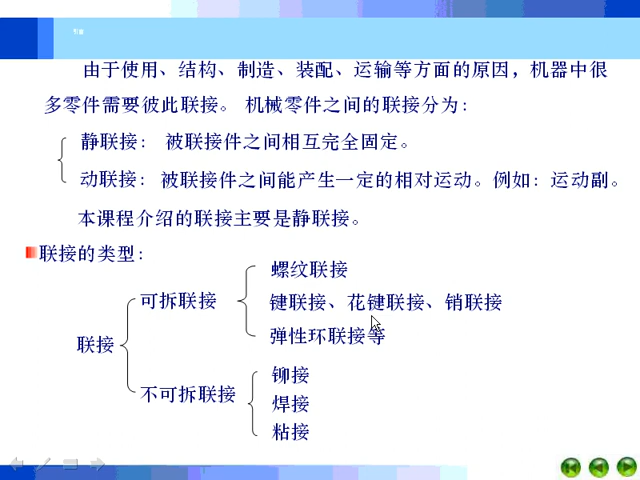 引言
由于使用、结构、制造、装配、运输等方面的原因，机器中很
多零件需要彼此联接。 机械零件之间的联接分为：
静联接： 被联接件之间相互完全固定。
动联接： 被联接件之间能产生一定的相对运动。例如：运动副。
本课程介绍的联接主要是静联接。
联接的类型：
联接
可拆联接
螺纹联接
键联接、花键联接、销联接
弹性环联接等
不可拆联接
铆接
焊接
粘接